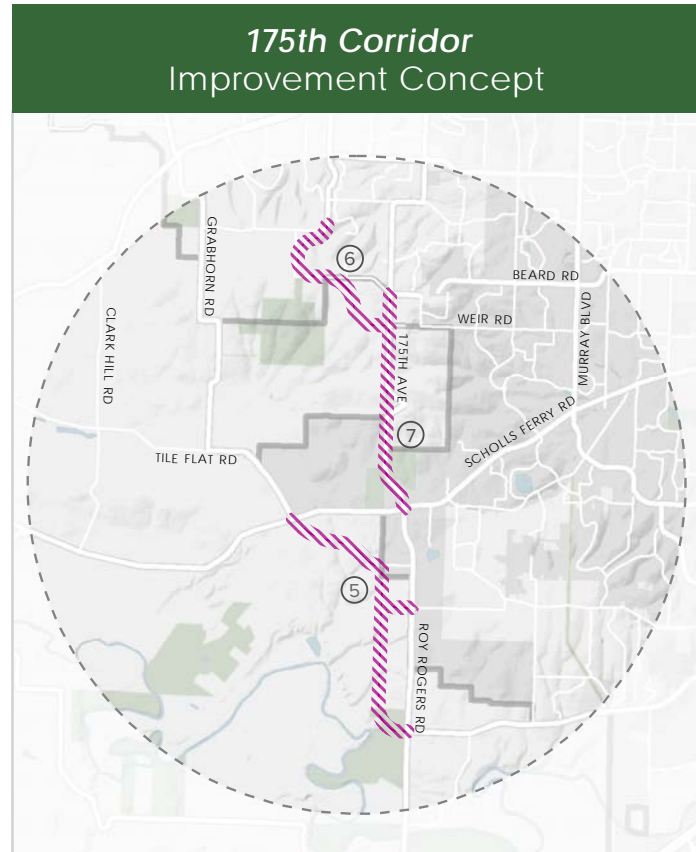 175th Corridor
Improvement Concept
GRABHORN RD
6
BEARD RD
MURRAY BLVD
CLARK HILL RD
WEIR RD
175TH AVE
7
SCHOLLS FERRY RD
TILE FLAT RD
5
ROY ROGERS RD